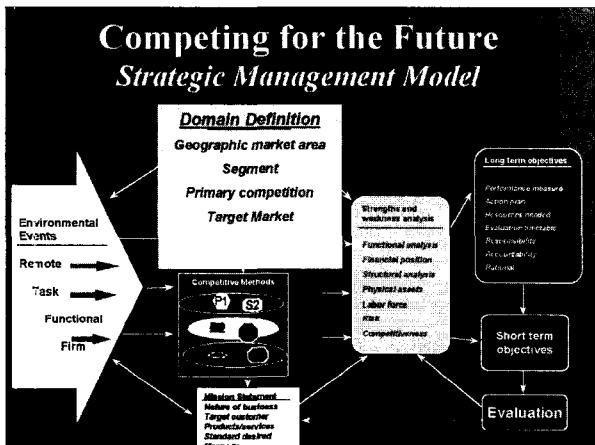 Competing for the Future
Strategic Management Model
Domain Definition
Geographic market area
Segment
Primary competition
Target Market
Environmental
Events
Remote
Task
Functional
Firm
Competitive Methods
P1
S2
Mission Statement
Nature of business
Target customer
Products/services
Standard desired
Strengths and
weakness analysis
Functional analysis
Financial position
Structural analysis
Physical assets
Labor force
Risk
Competitiveness
Long term objectives
Performance measure
Action plan
Resources needed
Evaluation timetable
Responsibility
Accountability
Rational
Short term
objectives
Evaluation